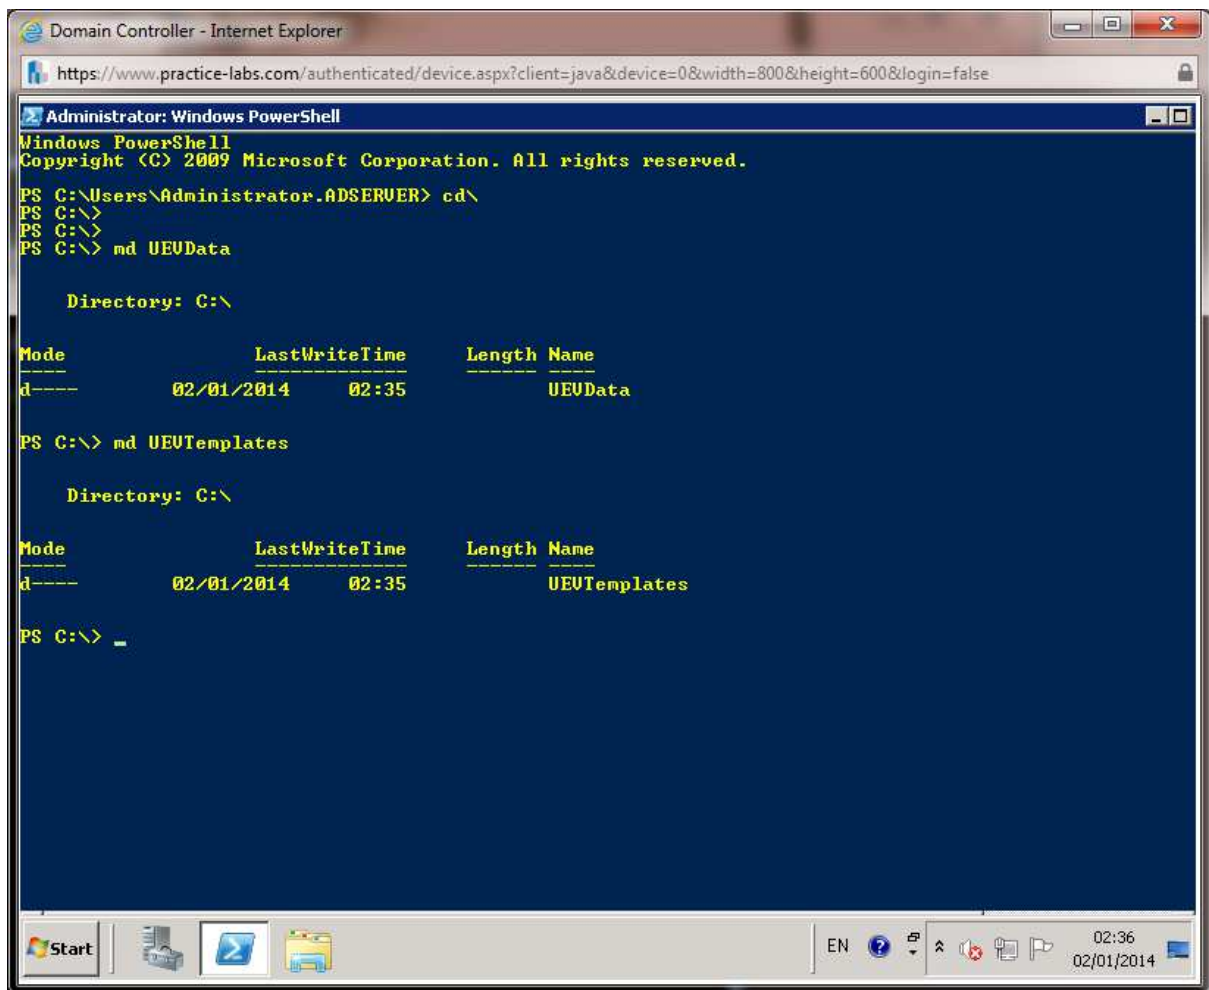 Domain Controller - Internet Explorer
https://www.practice-labs.com/authenticated/device.aspx?client=java&device=0&width=800&height=600&login=false
Administrator: Windows PowerShell
Windows PowerShell
Copyright (C) 2009 Microsoft Corporation. All rights reserved.
PS C:\Users\Administrator.ADSERVER> cd\
PS C:\>
PS C:\>
PS C:\> md UEVData
Directory: C:\
Mode LastWriteTime Length Name
---- ------------- ------ ----
d---- 02/01/2014 02:35 UEVData
PS C:\> md UEVTemplates
Directory: C:\
Mode LastWriteTime Length Name
---- ------------- ------ ----
d---- 02/01/2014 02:35 UEVTemplates
PS C:\> _
Start
EN
02:36
02/01/2014